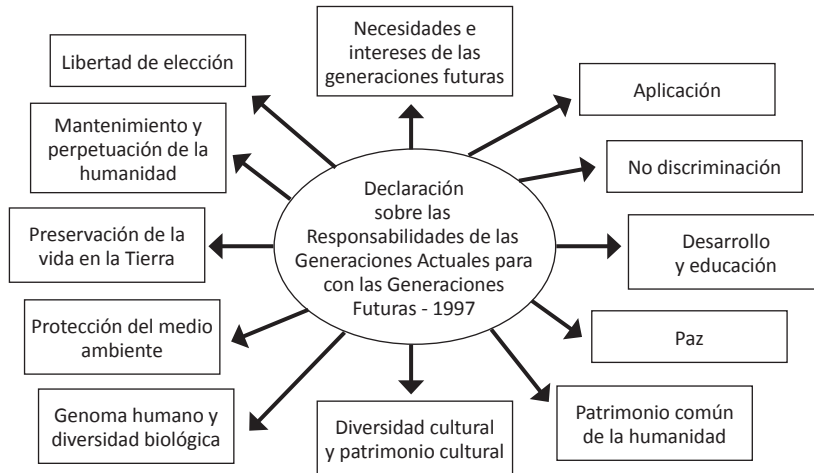 Necesidades e
intereses de las
generaciones futuras
Libertad de elección
Aplicación
Mantenimiento y
perpetuación de la
humanidad
No discriminación
Declaración
sobre las
Responsabilidades de las
Generaciones Actuales para
con las Generaciones
Futuras - 1997
Preservación de la
vida en la Tierra
Desarrollo
y educación
Protección del medio
ambiente
Paz
Genoma humano y
diversidad biológica
Diversidad cultural
y patrimonio cultural
Patrimonio común
de la humanidad